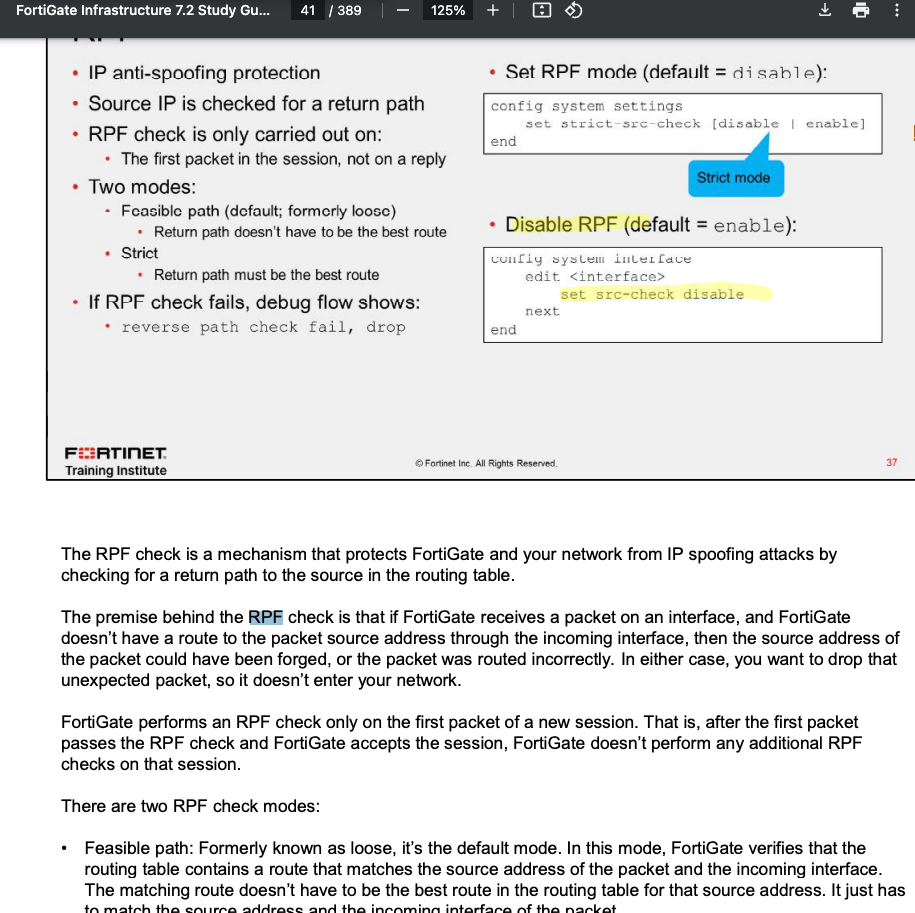 FortiGate Infrastructure 7.2 Study Gu...
41 / 389
125%
• IP anti-spoofing protection
• Source IP is checked for a return path
• RPF check is only carried out on:
• The first packet in the session, not on a reply
• Two modes:
• Feasible path (default; formerly loose)
• Return path doesn't have to be the best route
• Strict
• Return path must be the best route
• If RPF check fails, debug flow shows:
• reverse path check fail, drop
• Set RPF mode (default = disable):
config system settings
set strict-src-check [disable | enable]
end
Strict mode
• Disable RPF (default = enable):
config system interface
edit <interface>
set src-check disable
next
end
FORTINET
Training Institute
© Fortinet Inc. All Rights Reserved.
37
The RPF check is a mechanism that protects FortiGate and your network from IP spoofing attacks by
checking for a return path to the source in the routing table.
The premise behind the RPF check is that if FortiGate receives a packet on an interface, and FortiGate
doesn't have a route to the packet source address through the incoming interface, then the source address of
the packet could have been forged, or the packet was routed incorrectly. In either case, you want to drop that
unexpected packet, so it doesn't enter your network.
FortiGate performs an RPF check only on the first packet of a new session. That is, after the first packet
passes the RPF check and FortiGate accepts the session, FortiGate doesn't perform any additional RPF
checks on that session.
There are two RPF check modes:
• Feasible path: Formerly known as loose, it's the default mode. In this mode, FortiGate verifies that the
routing table contains a route that matches the source address of the packet and the incoming interface.
The matching route doesn't have to be the best route in the routing table for that source address. It just has
to match the source address and the incoming interface of the packet.